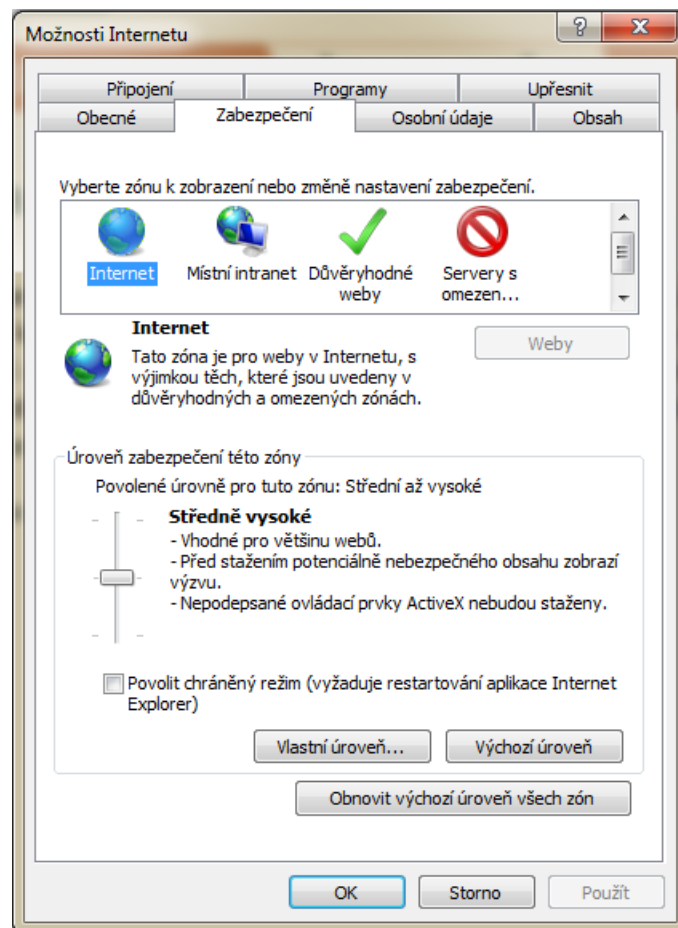 Možnosti Internetu
Připojení Programy Upřesnit
Obecné Zabezpečení Osobní údaje Obsah
Vyberte zónu k zobrazení nebo změně nastavení zabezpečení.
Internet Místní intranet Důvěryhodné weby Servery s omezen...
Internet
Tato zóna je pro weby v Internetu, s
výjimkou těch, které jsou uvedeny v
důvěryhodných a omezených zónách.
Weby
Úroveň zabezpečení této zóny
Povolené úrovně pro tuto zónu: Střední až vysoké
Středně vysoké
- Vhodné pro většinu webů.
- Před stažením potenciálně nebezpečného obsahu zobrazí
výzvu.
- Nepodepsané ovládací prvky ActiveX nebudou staženy.
Povolit chráněný režim (vyžaduje restartování aplikace Internet
Explorer)
Vlastní úroveň... Výchozí úroveň
Obnovit výchozí úroveň všech zón
OK Storno Použít